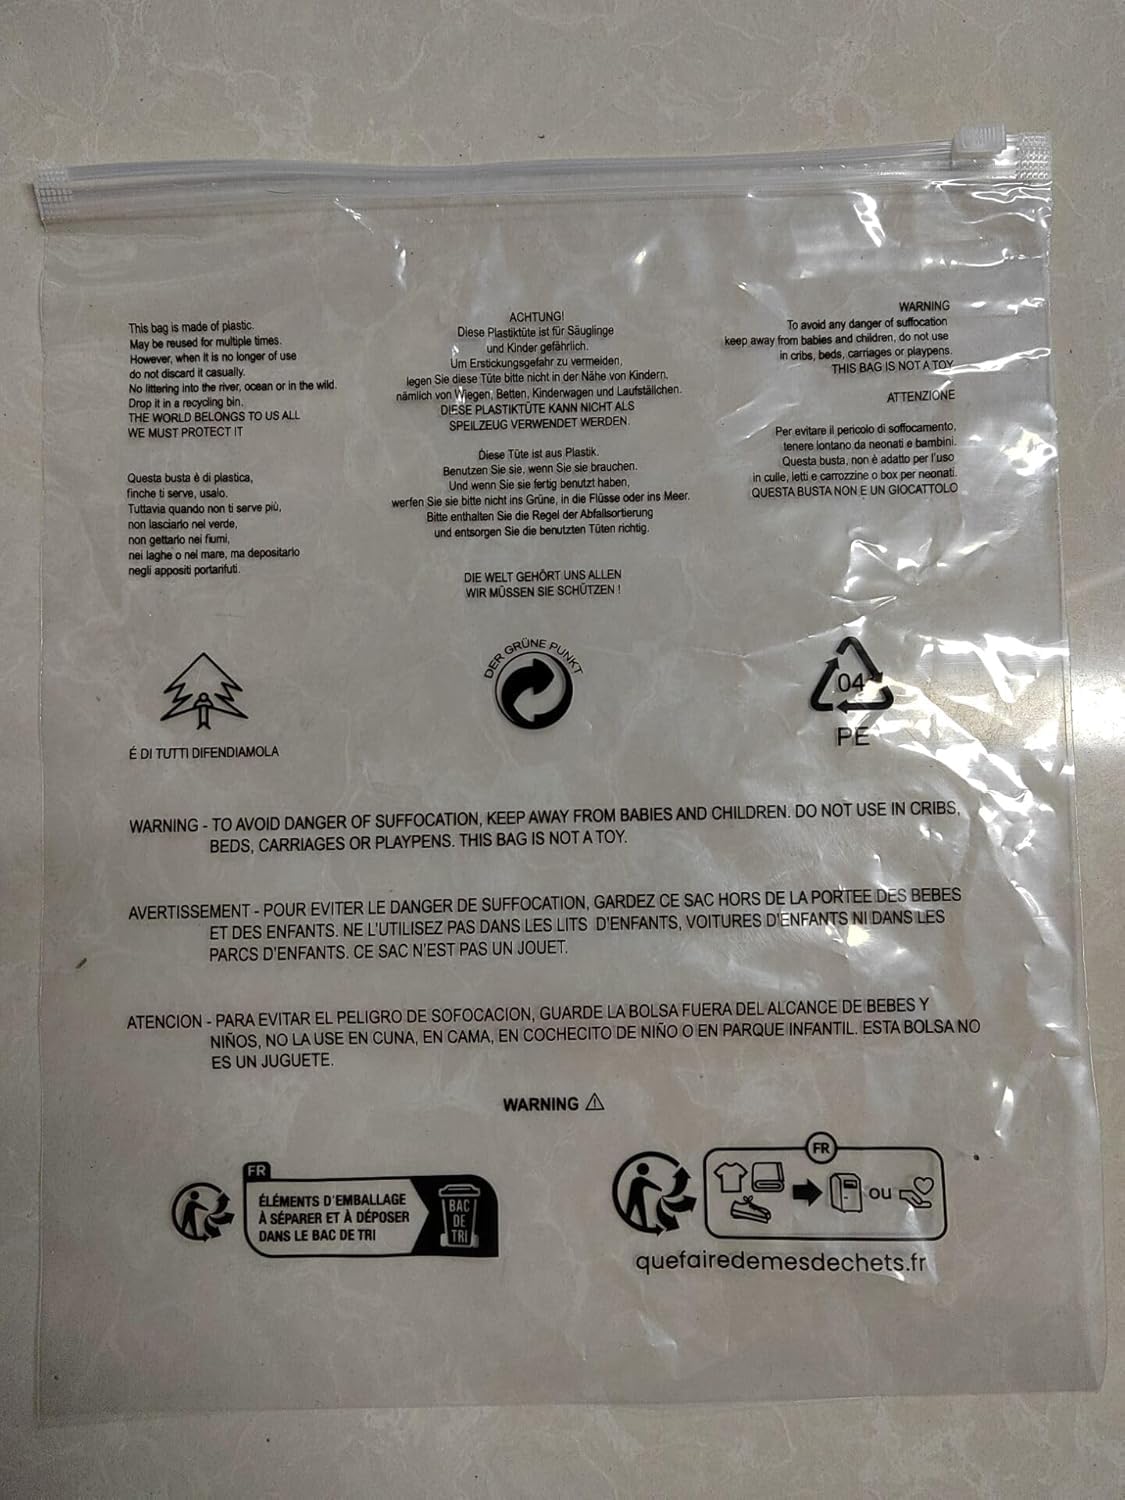 This bag is made of plastic.
May be reused for multiple times.
However, when it is no longer of use
do not discard it casually.
No littering into the river, ocean or in the wild.
Drop it in a recycling bin.
THE WORLD BELONGS TO US ALL
WE MUST PROTECT IT
Questa busta è di plastica,
finche ti serve, usalo.
Tuttavia quando non ti serve più,
non lasciarlo nel verde,
non gettarlo nei fiumi,
nei laghe o nel mare, ma depositarlo
negli appositi portarifuti.
É DI TUTTI DIFENDIAMOLA
ACHTUNG!
Diese Plastiktüte ist für Säuglinge
und Kinder gefährlich.
Um Erstickungsgefahr zu vermeiden,
legen Sie diese Tüte bitte nicht in der Nähe von Kindern.
nämlich von Wiegen, Betten, Kinderwagen und Laufställchen.
DIESE PLASTIKTÜTE KANN NICHT ALS
SPEILZEUG VERWENDET WERDEN.
Diese Tüte ist aus Plastik.
Benutzen Sie sie, wenn Sie sie brauchen.
Und wenn Sie sie fertig benutzt haben,
werfen Sie sie bitte nicht ins Grüne, in die Flüsse oder ins Meer.
Bitte enthalten Sie die Regel der Abfallsortierung
und entsorgen Sie die benutzten Tüten richtig.
DIE WELT GEHÖRT UNS ALLEN
WIR MÜSSEN SIE SCHÜTZEN !
DER GRÜNE PUNKT
WARNING
To avoid any danger of suffocation
keep away from babies and children, do not use
in cribs, beds, carriages or playpens.
THIS BAG IS NOT A TOY
ATTENZIONE
Per evitare il pericolo di soffocamento,
tenere lontano da neonati e bambini.
Questa busta, non è adatto per l'uso
in culle, letti e carrozzine o box per neonati.
QUESTA BUSTA NON E UN GIOCATTOLO
04
PE
WARNING - TO AVOID DANGER OF SUFFOCATION, KEEP AWAY FROM BABIES AND CHILDREN. DO NOT USE IN CRIBS,
BEDS, CARRIAGES OR PLAYPENS. THIS BAG IS NOT A TOY.
AVERTISSEMENT - POUR EVITER LE DANGER DE SUFFOCATION, GARDEZ CE SAC HORS DE LA PORTEE DES BEBES
ET DES ENFANTS. NE L'UTILISEZ PAS DANS LES LITS D'ENFANTS, VOITURES D'ENFANTS NI DANS LES
PARCS D'ENFANTS. CE SAC N'EST PAS UN JOUET.
ATENCION - PARA EVITAR EL PELIGRO DE SOFOCACION, GUARDE LA BOLSA FUERA DEL ALCANCE DE BEBES Y
NIÑOS, NO LA USE EN CUNA, EN CAMA, EN COCHECITO DE NIÑO O EN PARQUE INFANTIL. ESTA BOLSA NO
ES UN JUGUETE.
WARNING
FR
ÉLÉMENTS D'EMBALLAGE
À SÉPARER ET À DÉPOSER
DANS LE BAC DE TRI
BAC
DE
TRI
FR
ou
quefairedemesdechets.fr